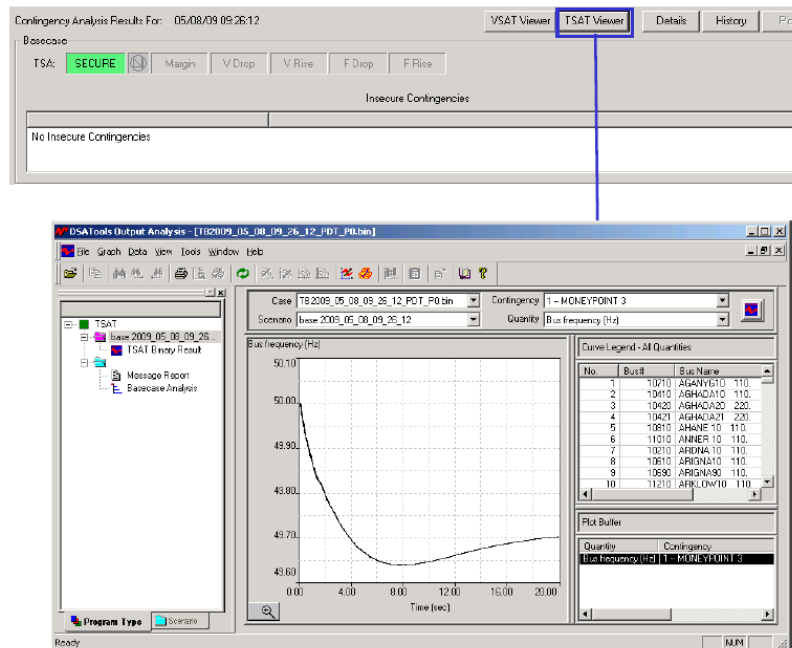 Contingency Analysis Results For: 05/08/09 09:26:12 VSAT Viewer TSAT Viewer Details History
Basecase
TSA: SECURE Margin V Drop V Rise F Drop F Rise
Insecure Contingencies
No Insecure Contingencies
DSATools Output Analysis - [TB2009_05_08_09_26_12_PDT_P0.bin]
File Graph Data View Tools Window Help
Case TB2009_05_08_09_26_12_PDT_P0.bin Contingency 1 -- MONEYPOINT 3
Scenario base 2009_05_08_09_26_12 Quantity Bus frequency (Hz)
TSAT
base 2009_05_08_09_26...
TSAT Binary Result
Message Report
Basecase Analysis
Bus frequency (Hz)
50.10
50.00
49.90
49.80
49.70
49.60
0.00 4.00 8.00 12.00 16.00 20.00
Time (sec)
Curve Legend - All Quantities
No. Bus# Bus Name
1 10210 AGANYG10 110.
2 10410 AGHADA10 110.
3 10420 AGHADA20 220.
4 10421 AGHADA21 220.
5 10810 AHANE 10 110.
6 11010 ANNER 10 110.
7 10210 ARDNA 10 110.
8 10610 ARIGNA10 110.
9 10690 ARIGNA90 110.
10 11210 ARKLOW10 110
Plot Buffer
Quantity Contingency
Bus frequency (Hz) 1 -- MONEYPOINT 3
Program Type Scenario
Ready NUM